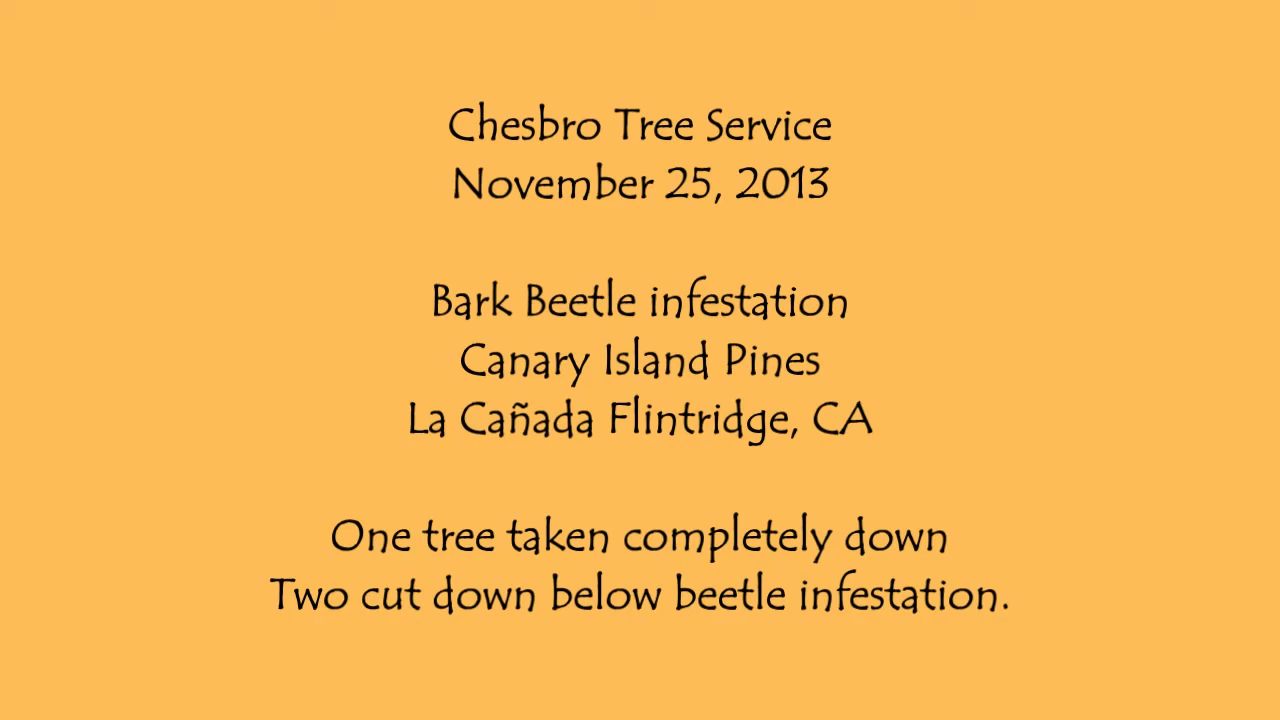 Chesbro Tree Service
November 25, 2013
Bark Beetle infestation
Canary Island Pines
La Cañada Flintridge, CA
One tree taken completely down
Two cut down below beetle infestation.